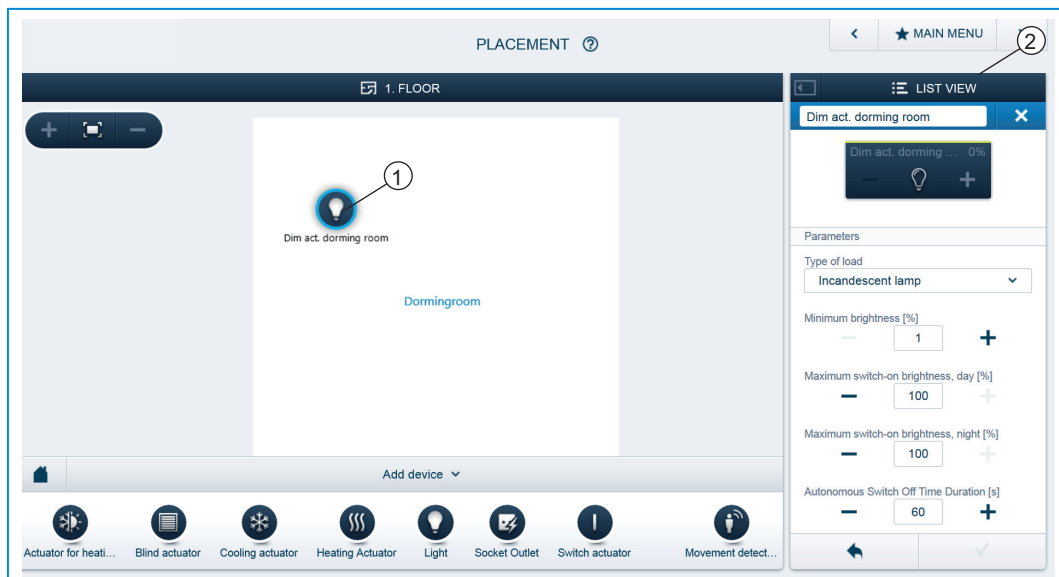 PLACEMENT ?
< ★ MAIN MENU
2
1. FLOOR
LIST VIEW
Dim act. dorming room
Dim act. dorming ... 0%
1
Dim act. dorming room
Dormingroom
Parameters
Type of load
Incandescent lamp
Minimum brightness [%]
1
Maximum switch-on brightness, day [%]
100
Maximum switch-on brightness, night [%]
100
Autonomous Switch Off Time Duration [s]
60
Add device
Actuator for heati...
Blind actuator
Cooling actuator
Heating Actuator
Light
Socket Outlet
Switch actuator
Movement detect...